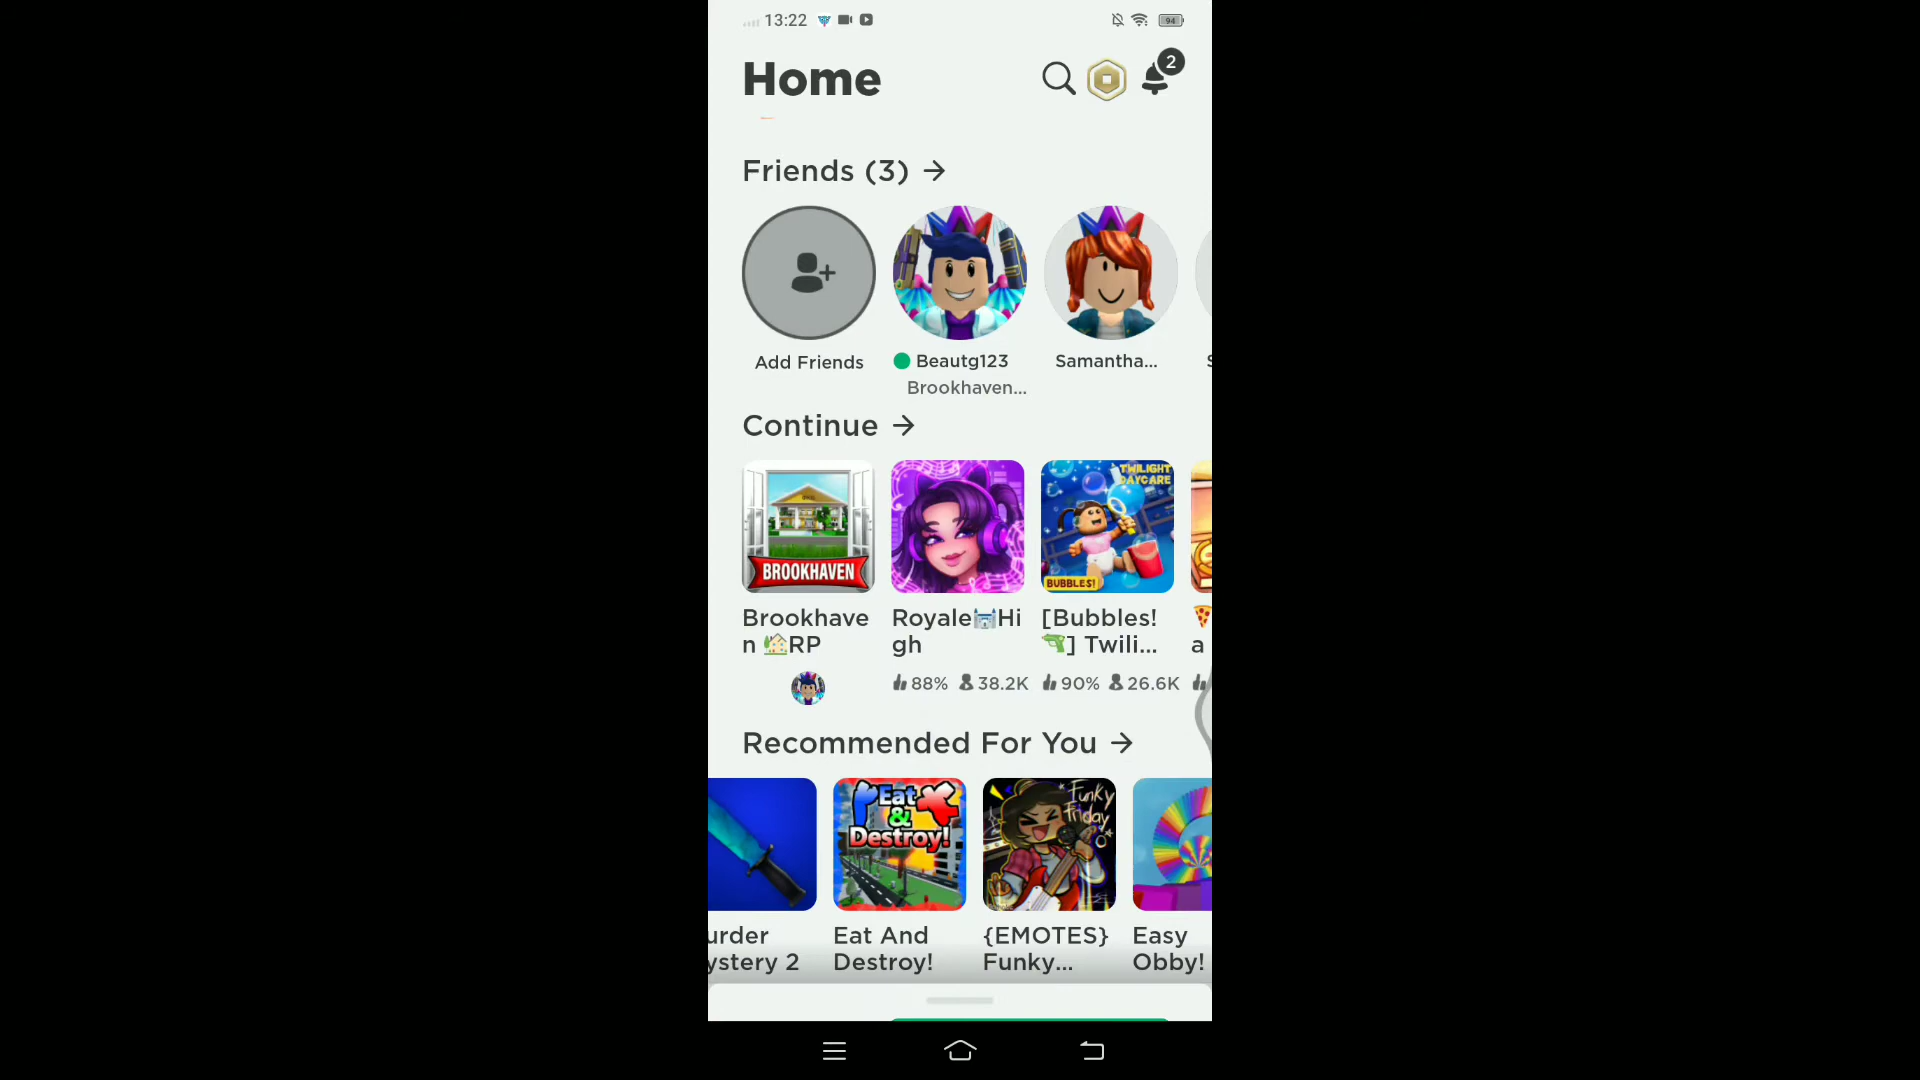 13:22
94
Home
2
Friends (3) →
Add Friends
Beautg123
Samantha...
Brookhaven...
Continue →
BROOKHAVEN
TWILIGHT
DAYCARE
BUBBLES!
Brookhave
n 🏡RP
Royale🏰Hi
gh
[Bubbles!
🔫] Twili...
🍕
a
88% 38.2K
90% 26.6K
Recommended For You →
Eat
&
Destroy!
Funky
Friday
urder
ystery 2
Eat And
Destroy!
{EMOTES}
Funky...
Easy
Obby!